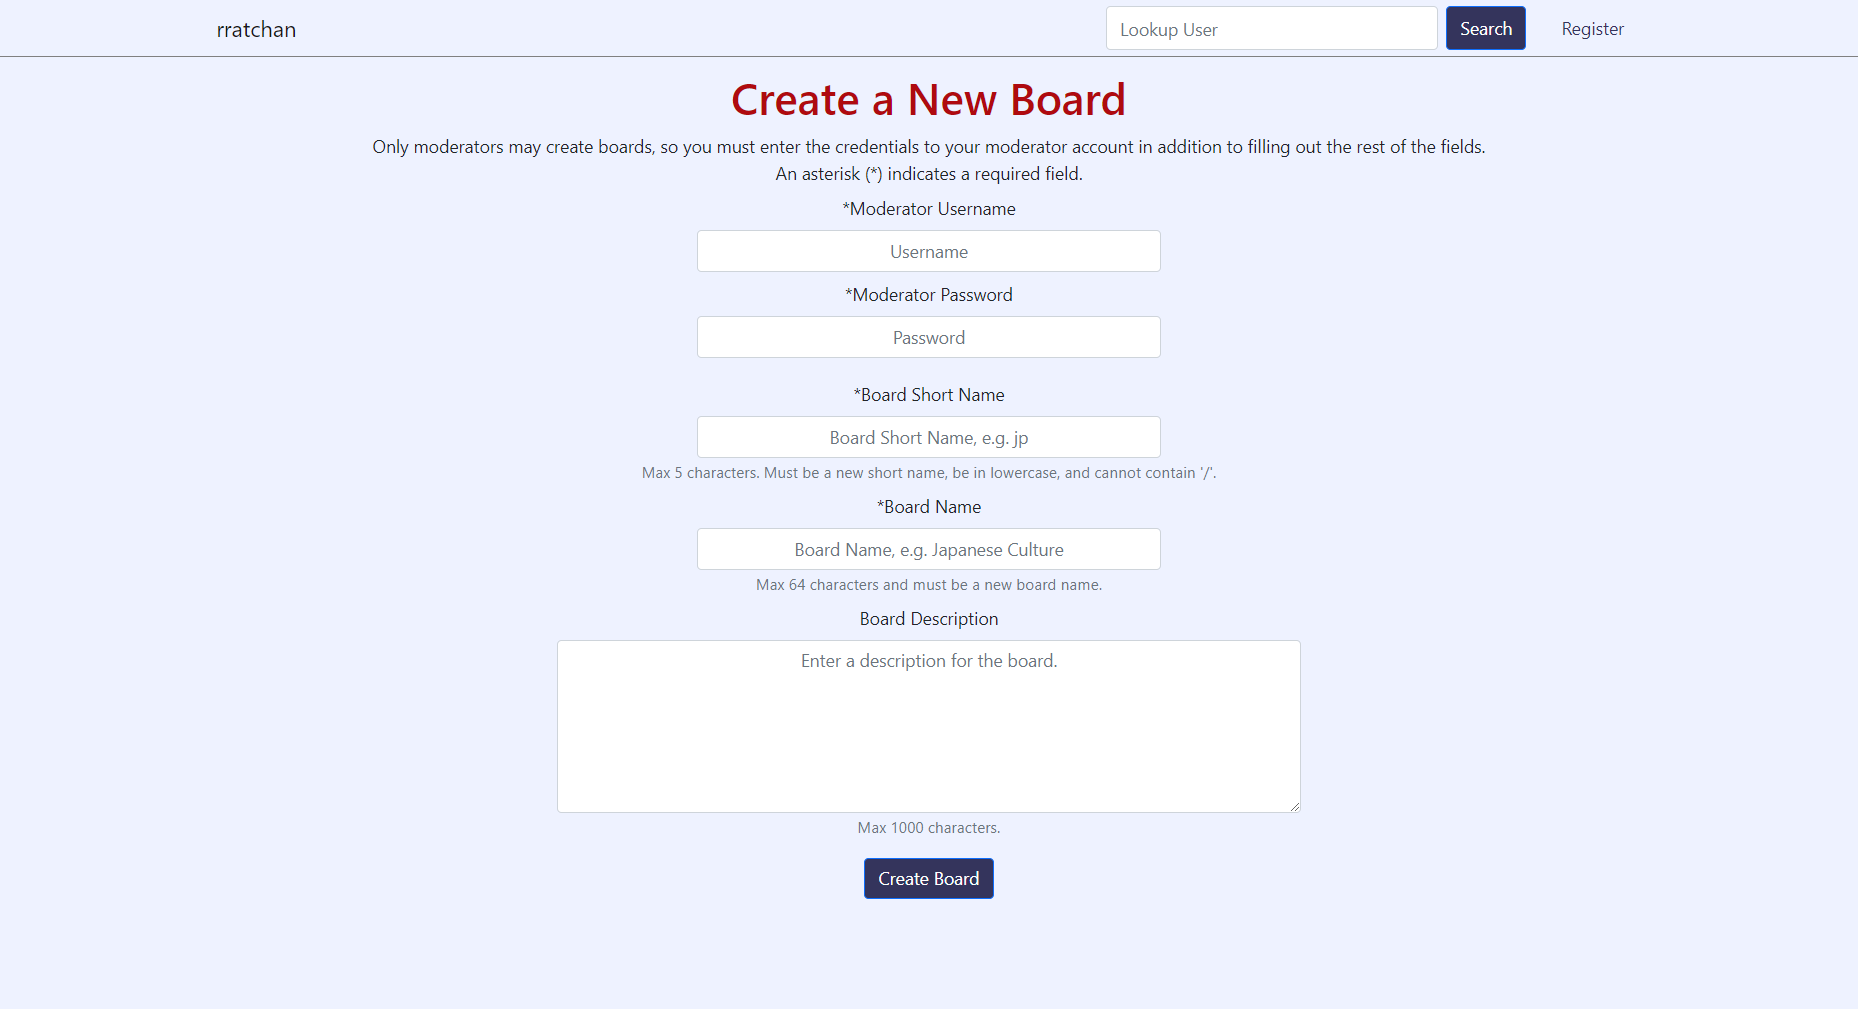 rratchan
Lookup User
Search
Register
Create a New Board
Only moderators may create boards, so you must enter the credentials to your moderator account in addition to filling out the rest of the fields.
An asterisk (*) indicates a required field.
*Moderator Username
Username
*Moderator Password
Password
*Board Short Name
Board Short Name, e.g. jp
Max 5 characters. Must be a new short name, be in lowercase, and cannot contain '/'.
*Board Name
Board Name, e.g. Japanese Culture
Max 64 characters and must be a new board name.
Board Description
Enter a description for the board.
Max 1000 characters.
Create Board